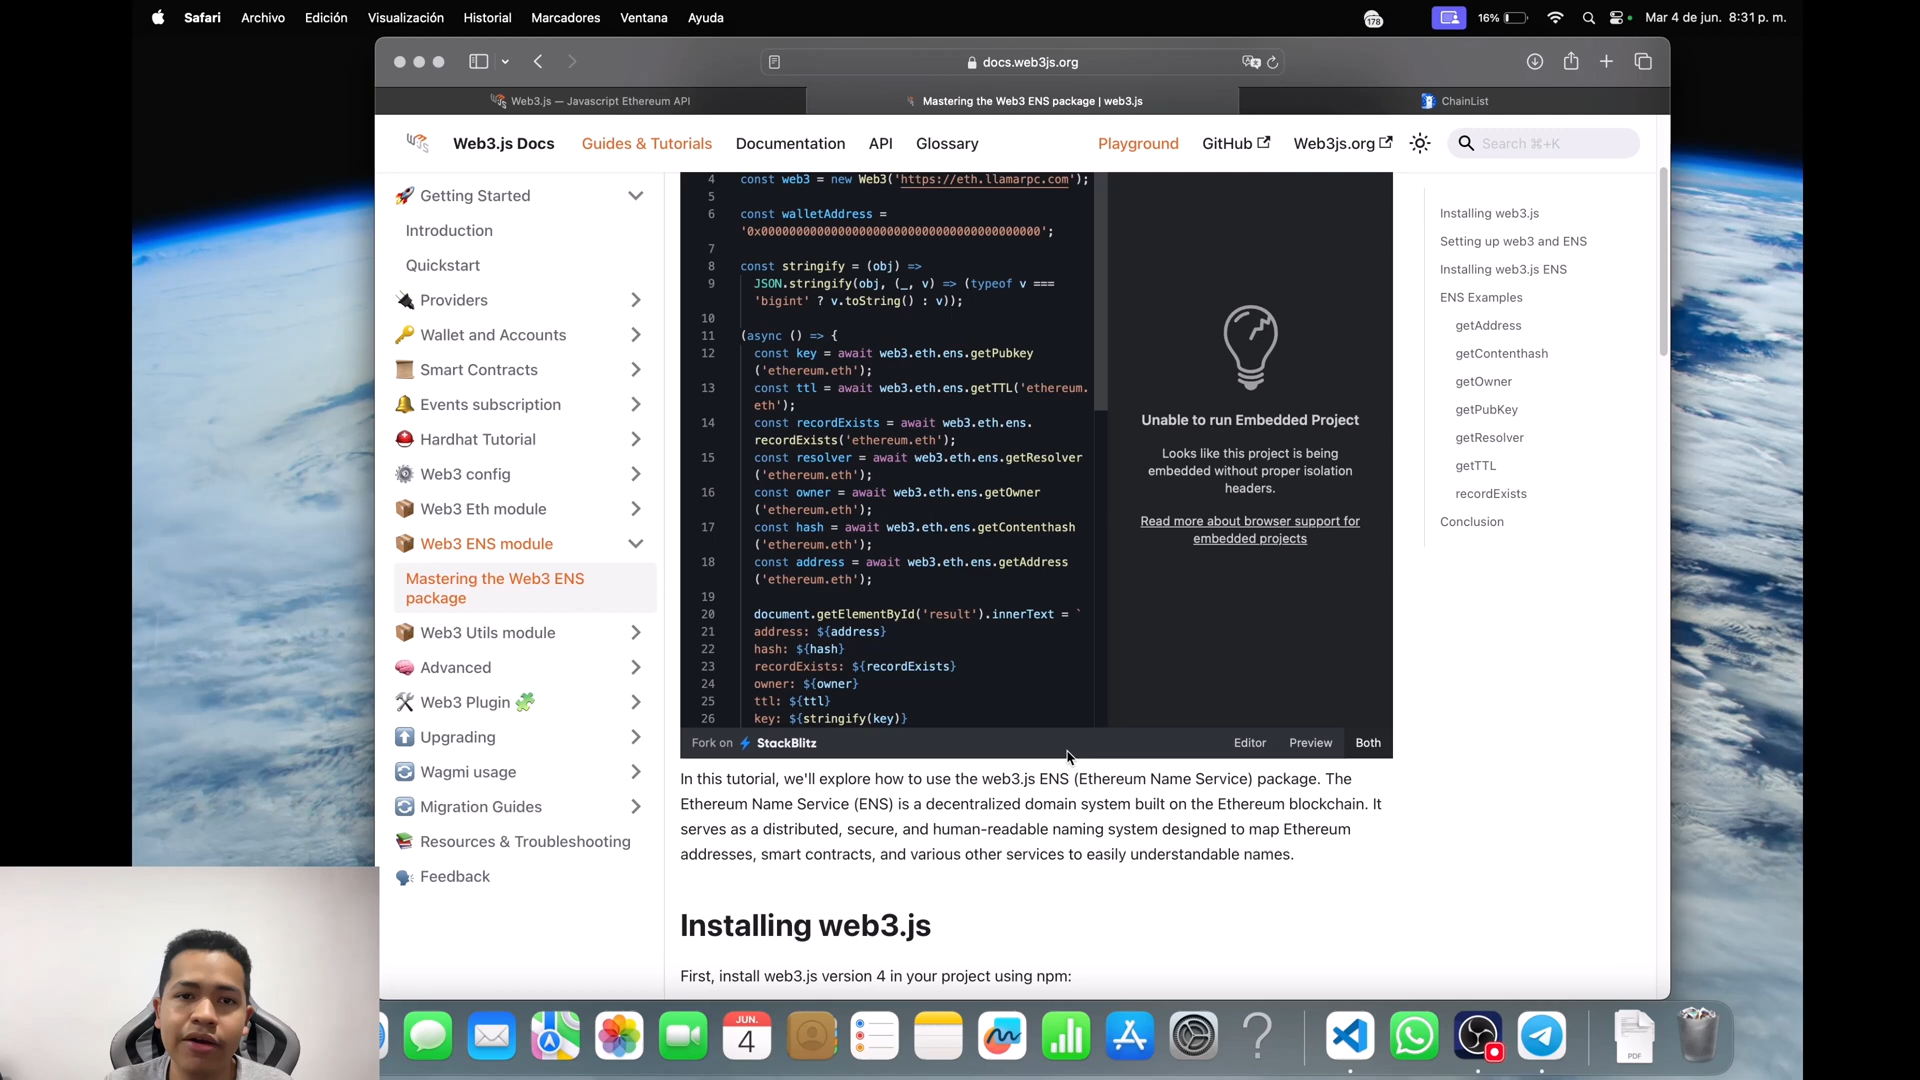 Safari Archivo Edición Visualización Historial Marcadores Ventana Ayuda
178 16% Mar 4 de jun. 8:31 p. m.
docs.web3js.org
Web3.js — Javascript Ethereum API
Mastering the Web3 ENS package | web3.js
ChainList
Web3.js Docs Guides & Tutorials Documentation API Glossary Playground GitHub Web3js.org Search ⌘+K
Getting Started
Introduction
Quickstart
Providers
Wallet and Accounts
Smart Contracts
Events subscription
Hardhat Tutorial
Web3 config
Web3 Eth module
Web3 ENS module
Mastering the Web3 ENS
package
Web3 Utils module
Advanced
Web3 Plugin
Upgrading
Wagmi usage
Migration Guides
Resources & Troubleshooting
Feedback
4 const web3 = new Web3('https://eth.llamarpc.com');
5
6 const walletAddress =
'0x0000000000000000000000000000000000000000';
7
8 const stringify = (obj) =>
9 JSON.stringify(obj, (_, v) => (typeof v ===
'bigint' ? v.toString() : v));
10
11 (async () => {
12 const key = await web3.eth.ens.getPubkey
('ethereum.eth');
13 const ttl = await web3.eth.ens.getTTL('ethereum.
eth');
14 const recordExists = await web3.eth.ens.
recordExists('ethereum.eth');
15 const resolver = await web3.eth.ens.getResolver
('ethereum.eth');
16 const owner = await web3.eth.ens.getOwner
('ethereum.eth');
17 const hash = await web3.eth.ens.getContenthash
('ethereum.eth');
18 const address = await web3.eth.ens.getAddress
('ethereum.eth');
19
20 document.getElementById('result').innerText = `
21 address: ${address}
22 hash: ${hash}
23 recordExists: ${recordExists}
24 owner: ${owner}
25 ttl: ${ttl}
26 key: ${stringify(key)}
Unable to run Embedded Project
Looks like this project is being
embedded without proper isolation
headers.
Read more about browser support for
embedded projects
Fork on StackBlitz
Editor Preview Both
In this tutorial, we'll explore how to use the web3.js ENS (Ethereum Name Service) package. The
Ethereum Name Service (ENS) is a decentralized domain system built on the Ethereum blockchain. It
serves as a distributed, secure, and human-readable naming system designed to map Ethereum
addresses, smart contracts, and various other services to easily understandable names.
Installing web3.js
First, install web3.js version 4 in your project using npm:
Installing web3.js
Setting up web3 and ENS
Installing web3.js ENS
ENS Examples
getAddress
getContenthash
getOwner
getPubKey
getResolver
getTTL
recordExists
Conclusion
JUN.
4
PDF